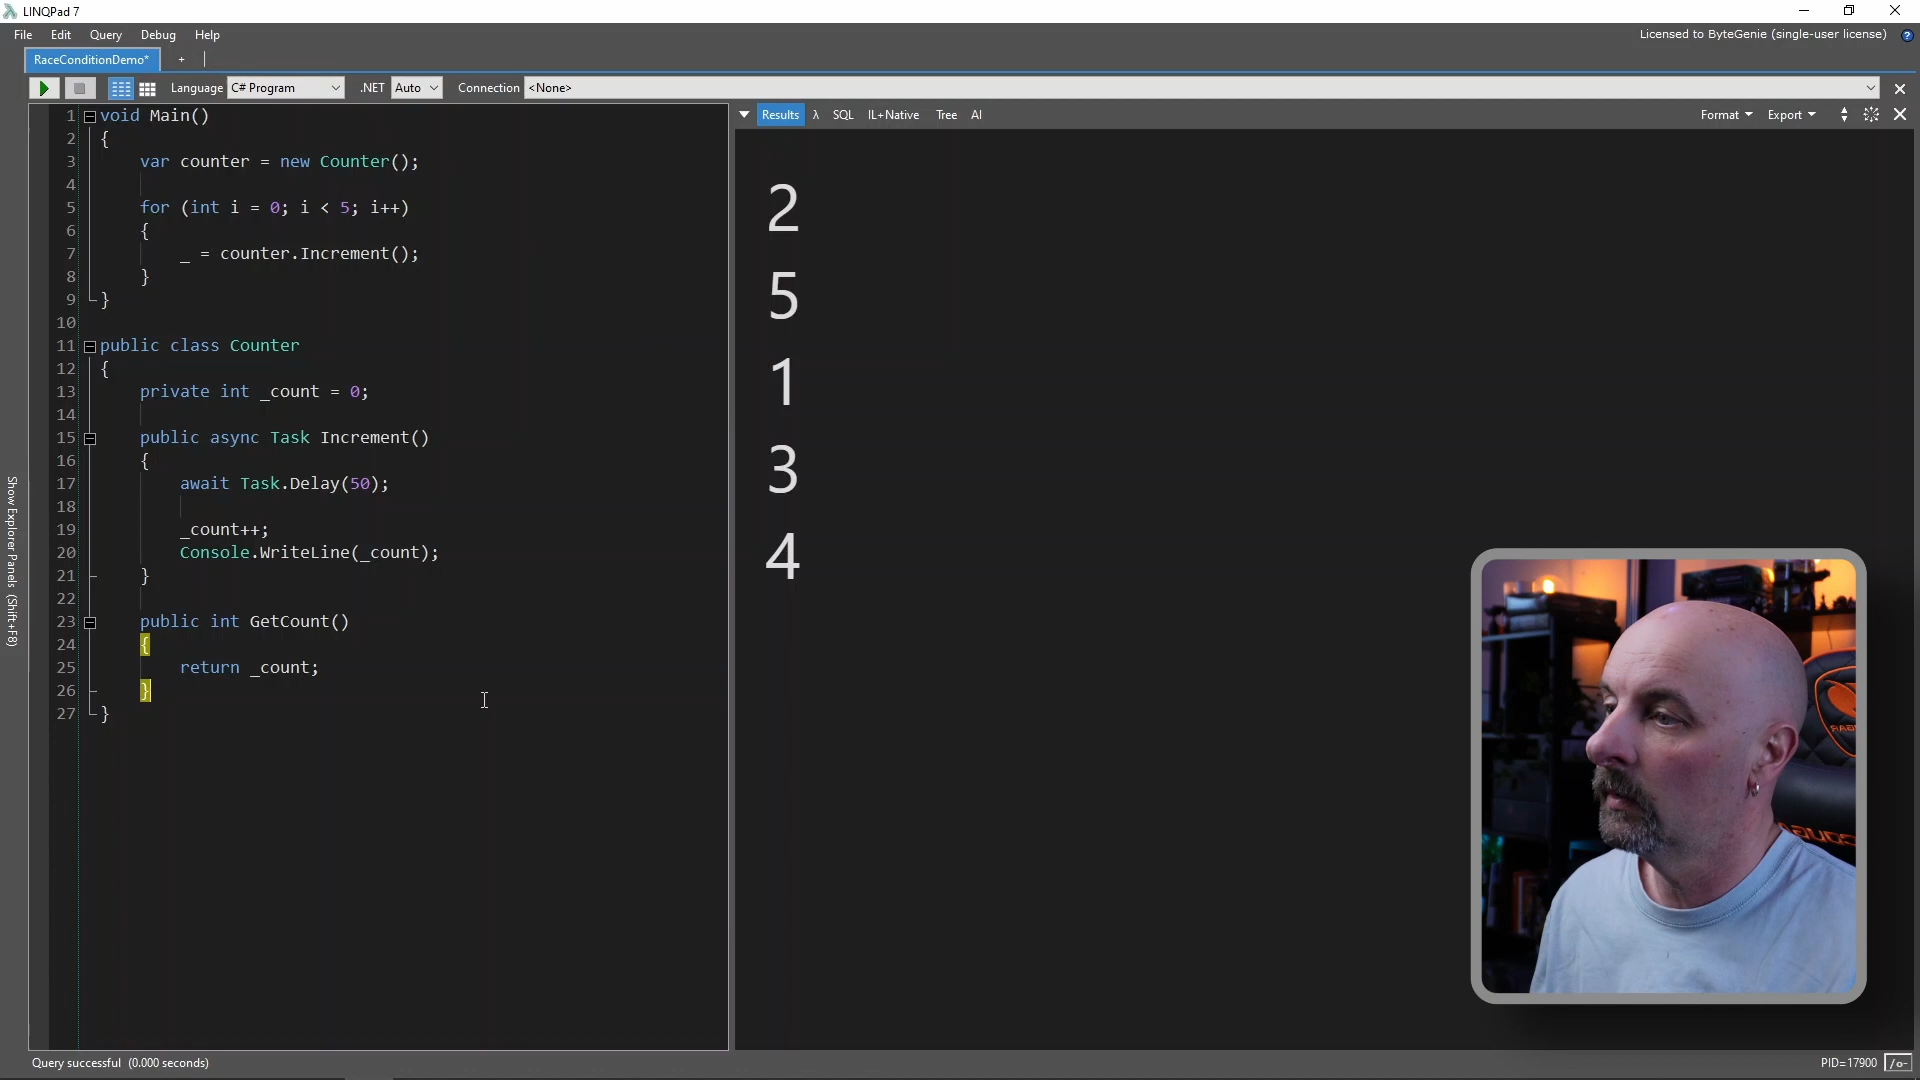 LINQPad 7
File Edit Query Debug Help
Licensed to ByteGenie (single-user license) ?
RaceConditionDemo* +
Language C# Program .NET Auto Connection <None>
1 void Main()
2 {
3 var counter = new Counter();
4
5 for (int i = 0; i < 5; i++)
6 {
7 _ = counter.Increment();
8 }
9 }
10
11 public class Counter
12 {
13 private int _count = 0;
14
15 public async Task Increment()
16 {
17 await Task.Delay(50);
18
19 _count++;
20 Console.WriteLine(_count);
21 }
22
23 public int GetCount()
24 {
25 return _count;
26 }
27 }
Show Explorer Panels (Shift+F8)
Results λ SQL IL+Native Tree AI
Format Export
2
5
1
3
4
Query successful (0.000 seconds)
PID=17900 /o-